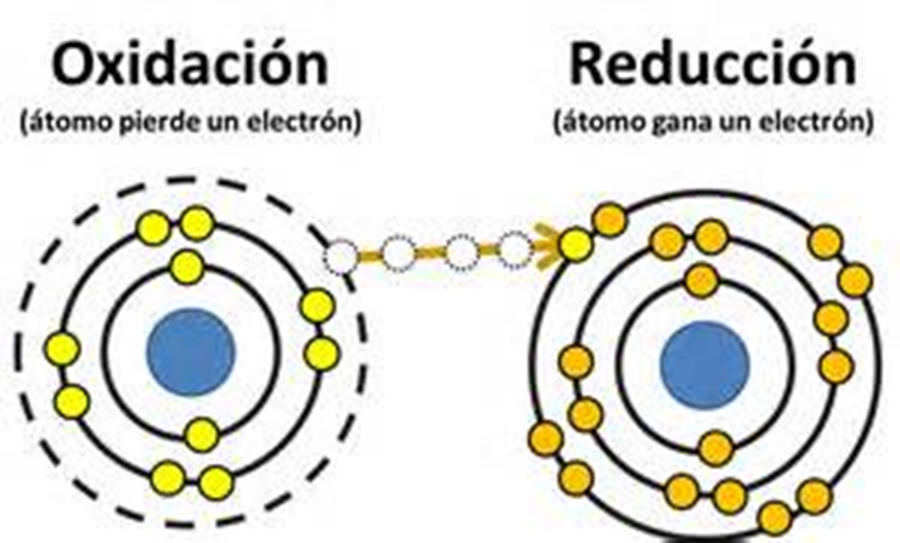 Oxidación
(átomo pierde un electrón)
Reducción
(átomo gana un electrón)